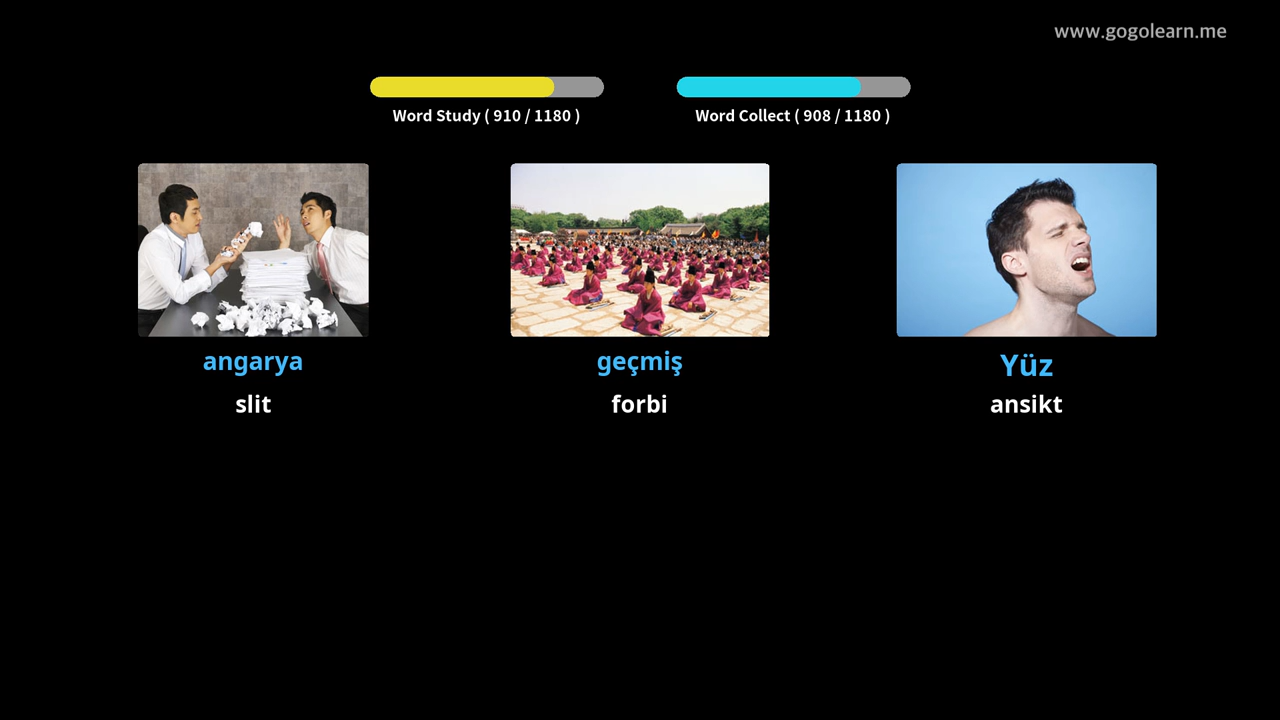 www.gogolearn.me
Word Study ( 910 / 1180 )
Word Collect ( 908 / 1180 )
angarya
geçmiş
Yüz
slit
forbi
ansikt